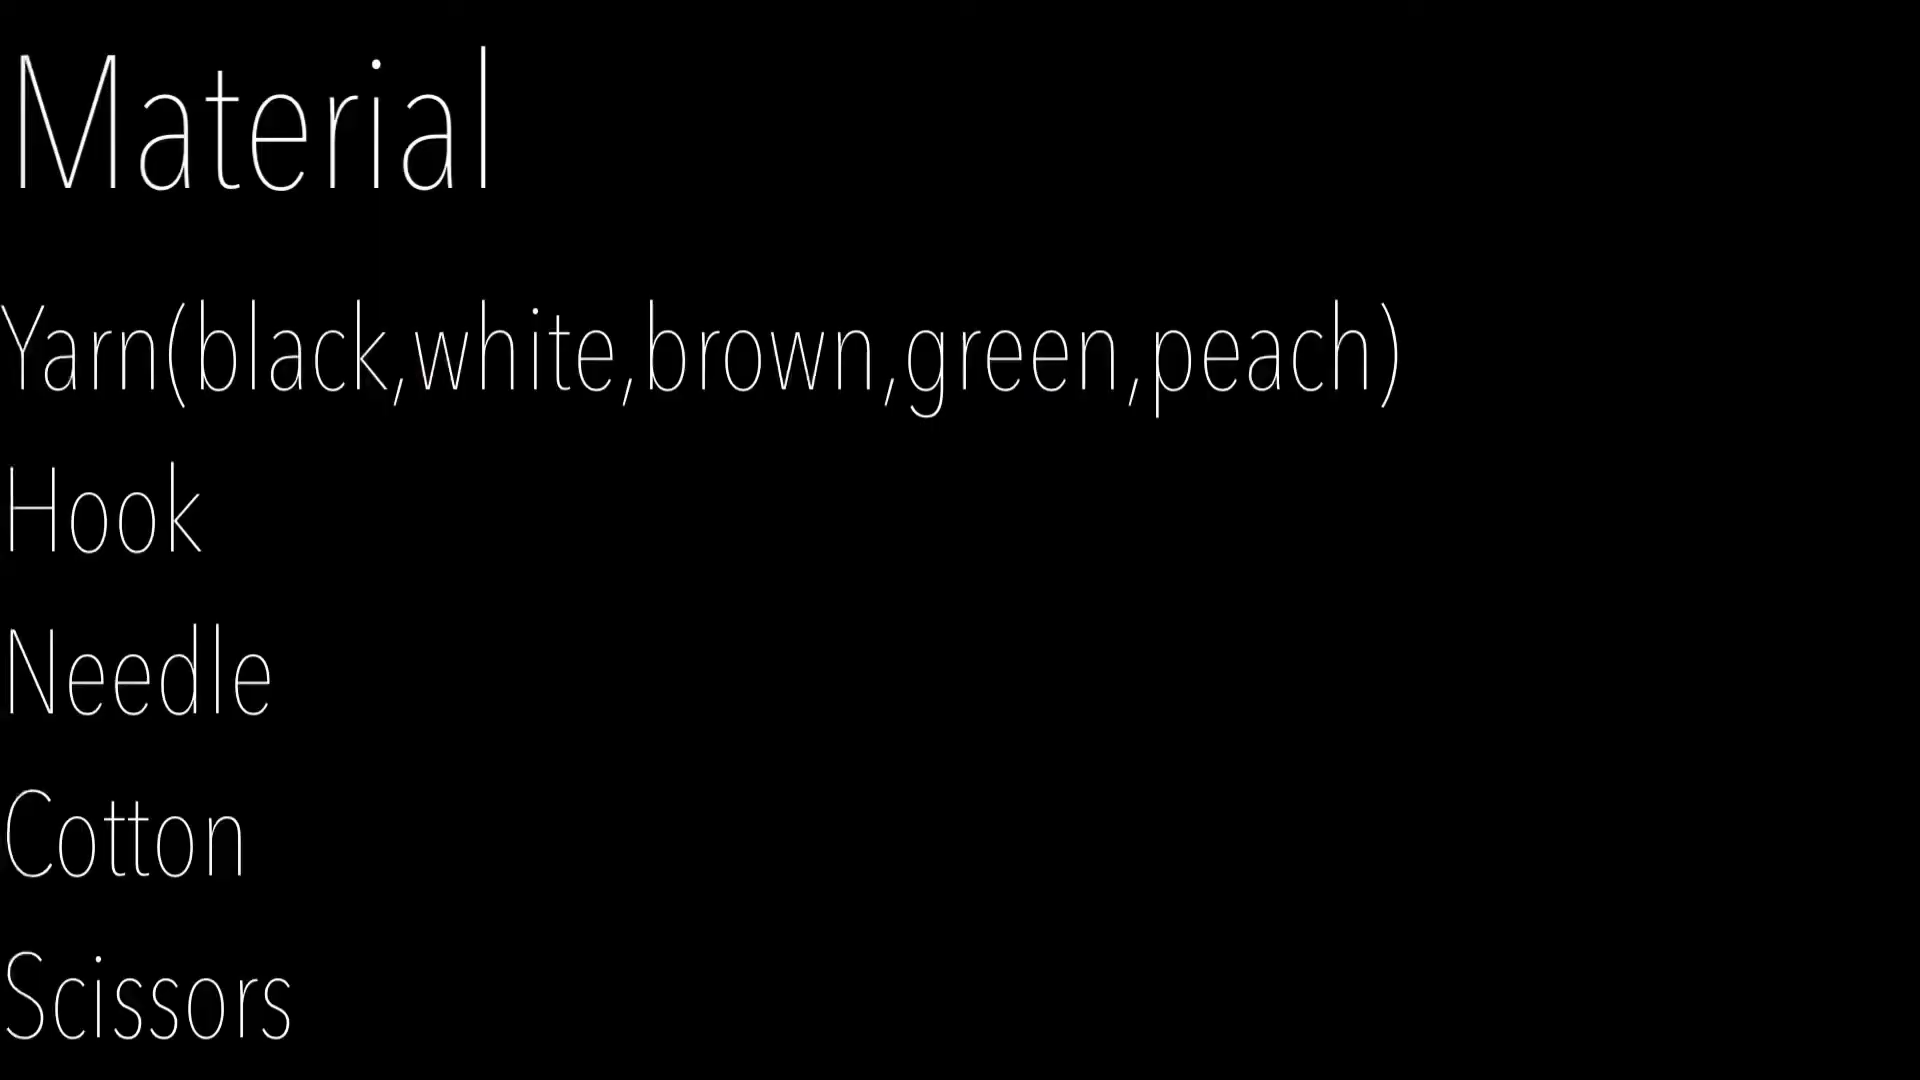 Material
Yarn(black,white,brown,green,peach)
Hook
Needle
Cotton
Scissors